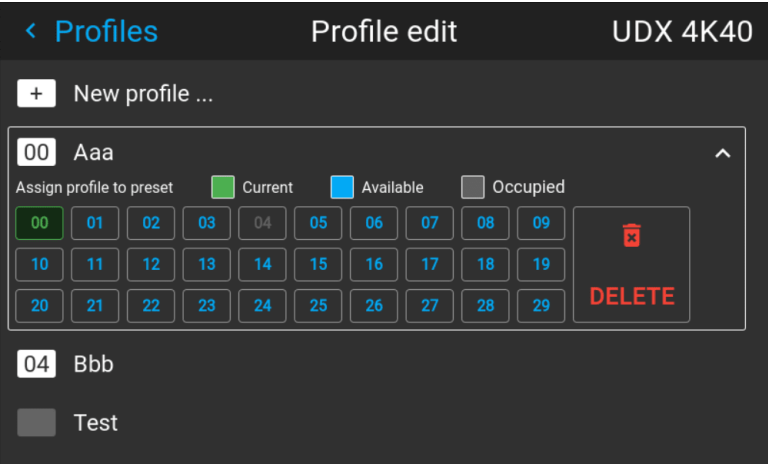 < Profiles Profile edit UDX 4K40
+ New profile ...
00 Aaa
Assign profile to preset Current Available Occupied
00 01 02 03 04 05 06 07 08 09
10 11 12 13 14 15 16 17 18 19
20 21 22 23 24 25 26 27 28 29
DELETE
04 Bbb
Test